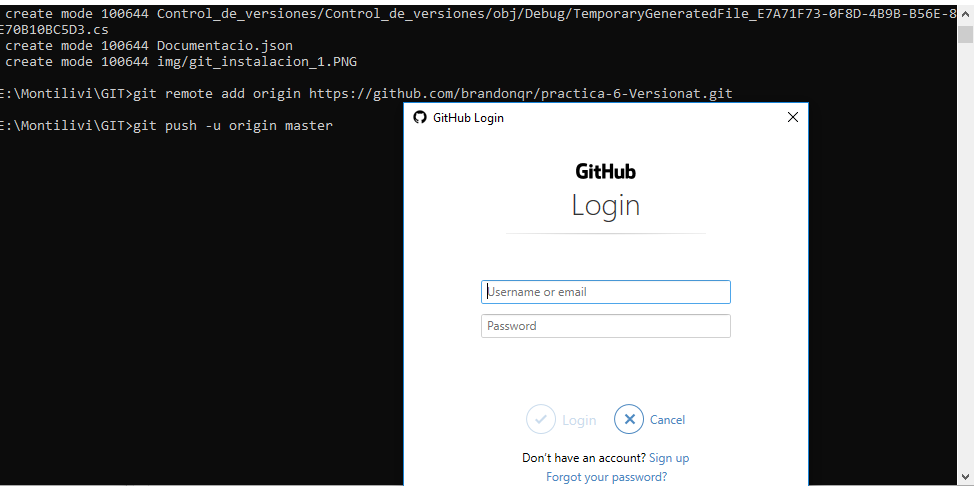 create mode 100644 Control_de_versiones/Control_de_versiones/obj/Debug/TemporaryGeneratedFile_E7A71F73-0F8D-4B9B-B56E-8
E70B10BC5D3.cs
create mode 100644 Documentacio.json
create mode 100644 img/git_instalacion_1.PNG
E:\Montilivi\GIT>git remote add origin https://github.com/brandonqr/practica-6-Versionat.git
E:\Montilivi\GIT>git push -u origin master
GitHub Login
GitHub
Login
Username or email
Password
Login
Cancel
Don't have an account? Sign up
Forgot your password?